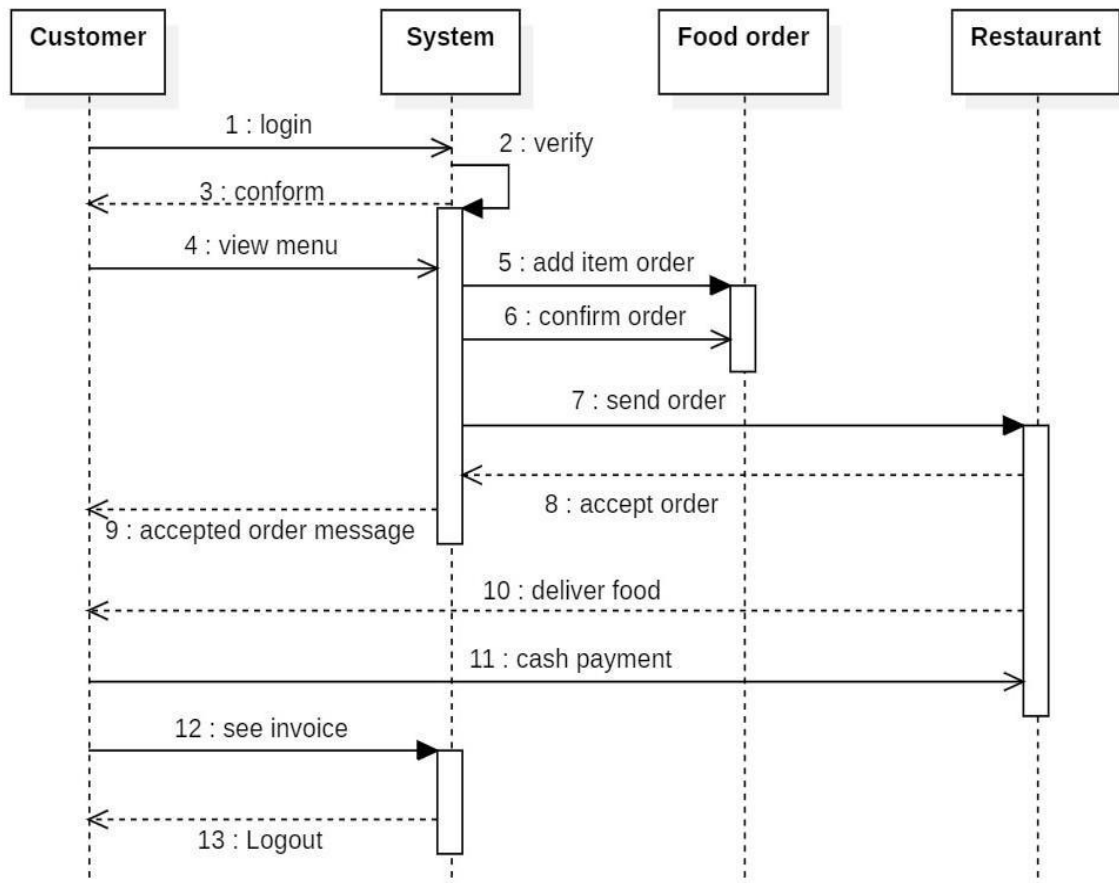 Customer
System
Food order
Restaurant
1 : login
2 : verify
3 : conform
4 : view menu
5 : add item order
6 : confirm order
7 : send order
8 : accept order
9 : accepted order message
10 : deliver food
11 : cash payment
12 : see invoice
13 : Logout